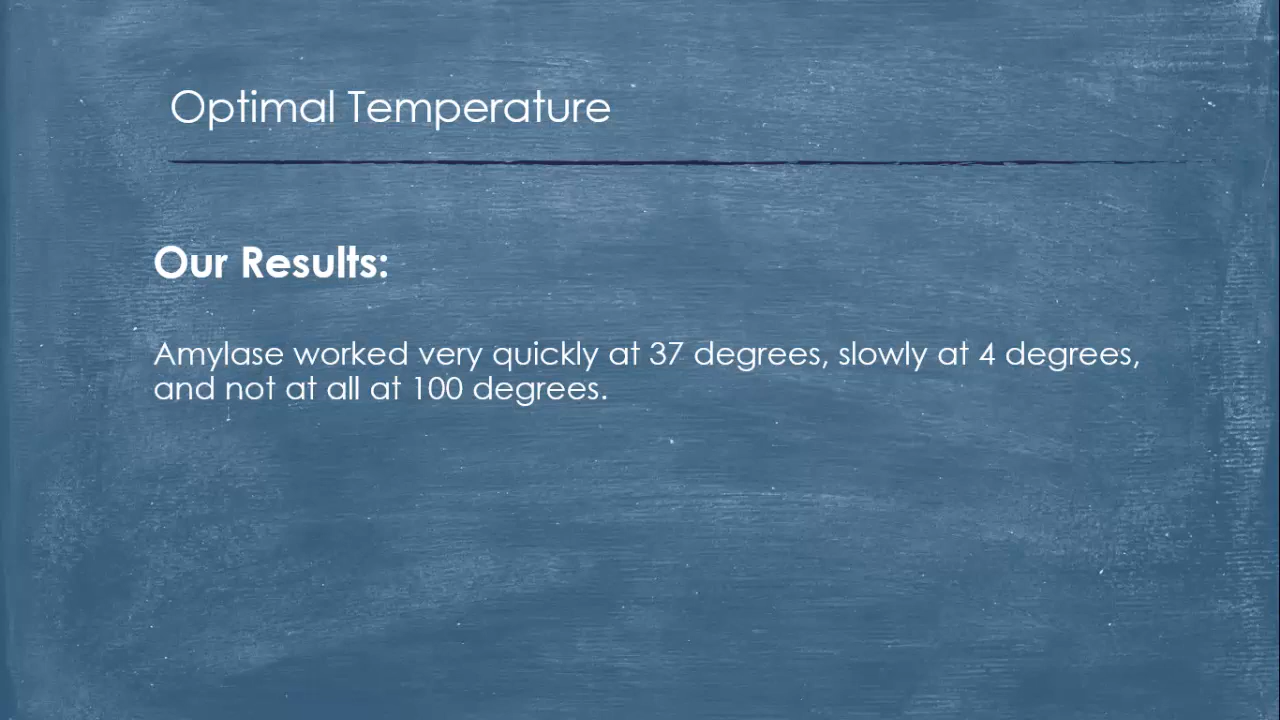 Optimal Temperature
Our Results:
Amylase worked very quickly at 37 degrees, slowly at 4 degrees,
and not at all at 100 degrees.